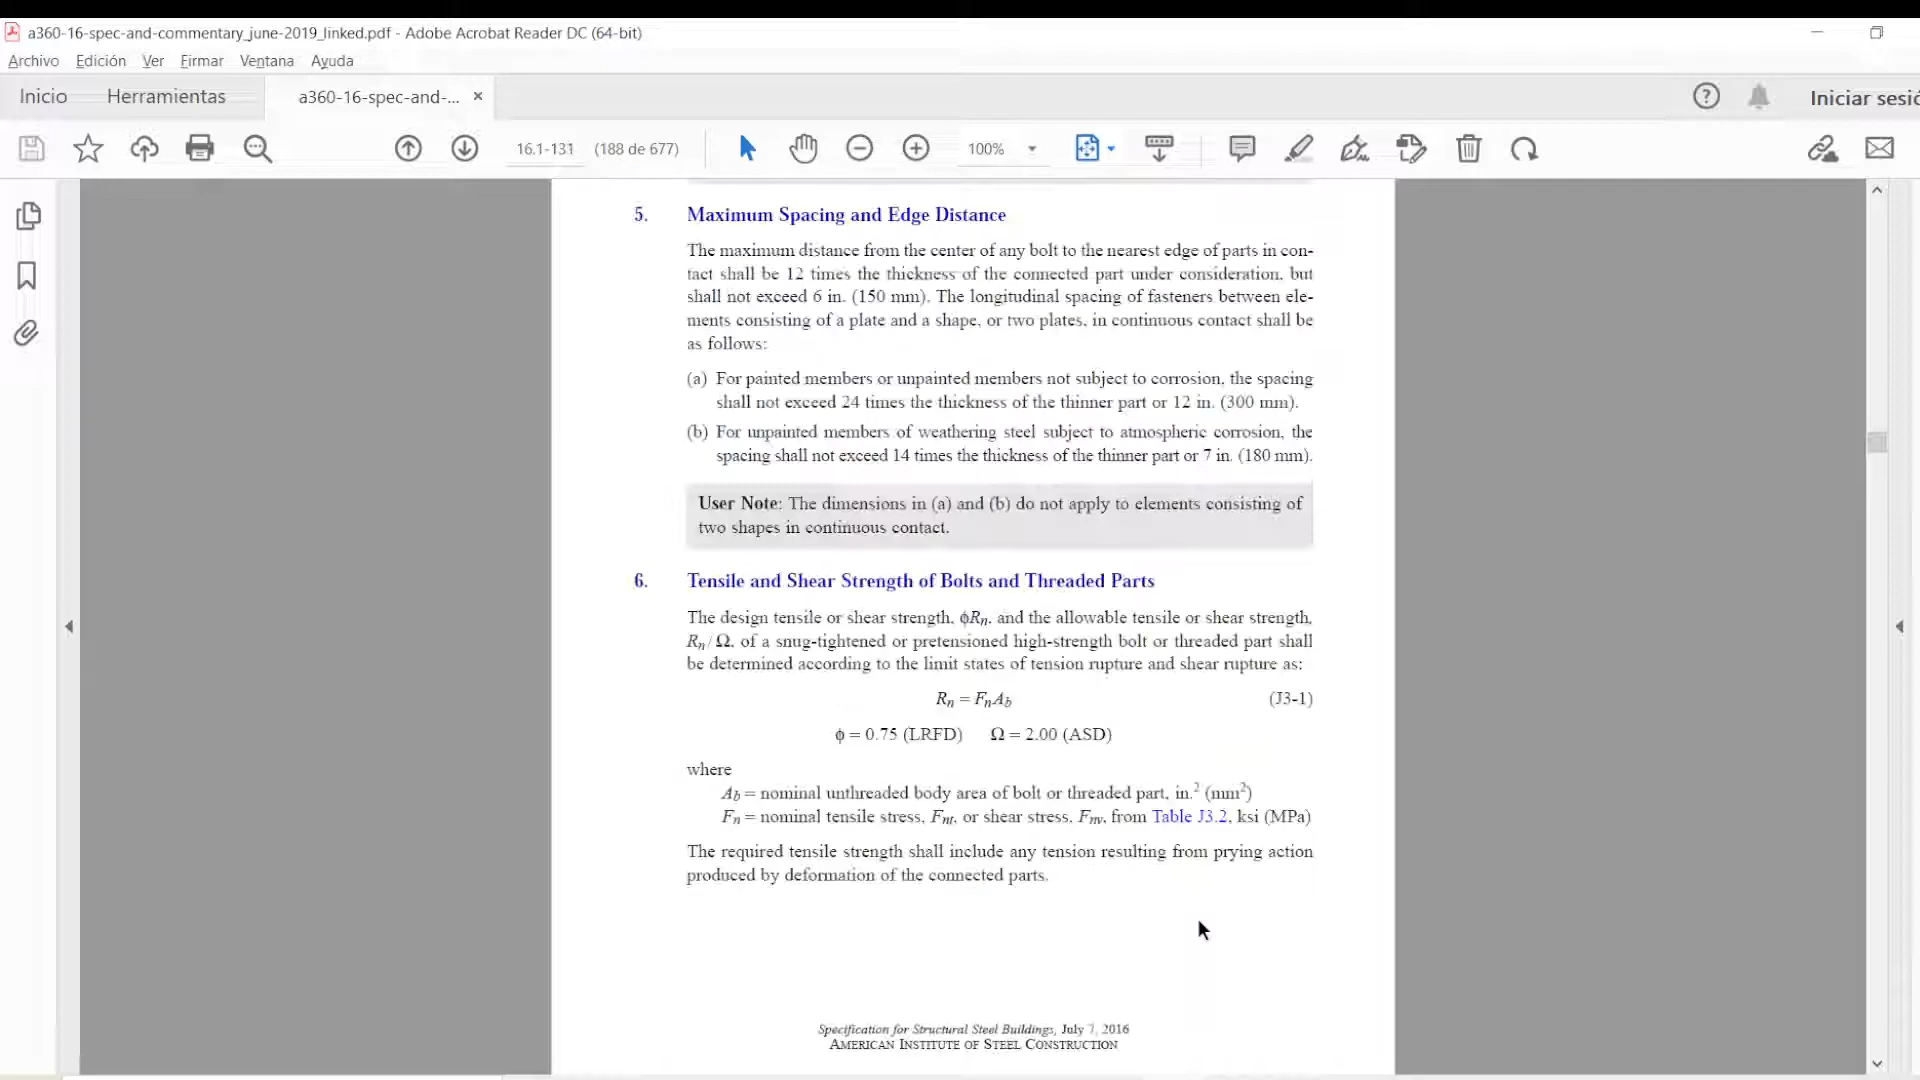 a360-16-spec-and-commentary_june-2019_linked.pdf - Adobe Acrobat Reader DC (64-bit)
Archivo Edición Ver Firmar Ventana Ayuda
Inicio Herramientas a360-16-spec-and-... × Iniciar sesió
16.1-131 (188 de 677) 100%
5. Maximum Spacing and Edge Distance
The maximum distance from the center of any bolt to the nearest edge of parts in con-
tact shall be 12 times the thickness of the connected part under consideration, but
shall not exceed 6 in. (150 mm). The longitudinal spacing of fasteners between ele-
ments consisting of a plate and a shape, or two plates, in continuous contact shall be
as follows:
(a) For painted members or unpainted members not subject to corrosion, the spacing
shall not exceed 24 times the thickness of the thinner part or 12 in. (300 mm).
(b) For unpainted members of weathering steel subject to atmospheric corrosion, the
spacing shall not exceed 14 times the thickness of the thinner part or 7 in. (180 mm).
User Note: The dimensions in (a) and (b) do not apply to elements consisting of
two shapes in continuous contact.
6. Tensile and Shear Strength of Bolts and Threaded Parts
The design tensile or shear strength, ϕRn, and the allowable tensile or shear strength,
Rn/Ω, of a snug-tightened or pretensioned high-strength bolt or threaded part shall
be determined according to the limit states of tension rupture and shear rupture as:
Rn = FnAb (J3-1)
ϕ = 0.75 (LRFD) Ω = 2.00 (ASD)
where
Ab = nominal unthreaded body area of bolt or threaded part, in.² (mm²)
Fn = nominal tensile stress, Fnt, or shear stress, Fnv, from Table J3.2, ksi (MPa)
The required tensile strength shall include any tension resulting from prying action
produced by deformation of the connected parts.
Specification for Structural Steel Buildings, July 7, 2016
AMERICAN INSTITUTE OF STEEL CONSTRUCTION